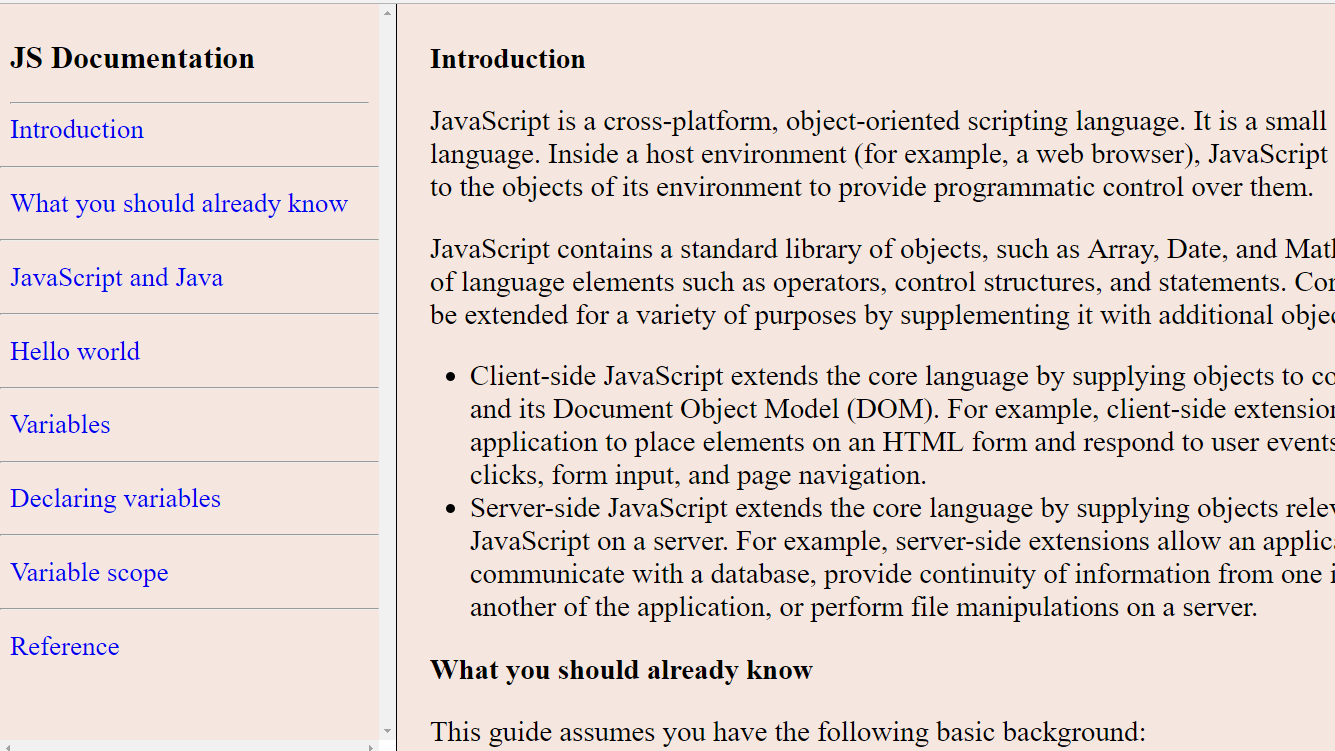 JS Documentation
Introduction
What you should already know
JavaScript and Java
Hello world
Variables
Declaring variables
Variable scope
Reference
Introduction
JavaScript is a cross-platform, object-oriented scripting language. It is a small
language. Inside a host environment (for example, a web browser), JavaScript
to the objects of its environment to provide programmatic control over them.
JavaScript contains a standard library of objects, such as Array, Date, and
of language elements such as operators, control structures, and statements.
be extended for a variety of purposes by supplementing it with additional
• Client-side JavaScript extends the core language by supplying objects to
and its Document Object Model (DOM). For example, client-side
application to place elements on an HTML form and respond to user
clicks, form input, and page navigation.
• Server-side JavaScript extends the core language by supplying objects
JavaScript on a server. For example, server-side extensions allow an
communicate with a database, provide continuity of information from one
another of the application, or perform file manipulations on a server.
What you should already know
This guide assumes you have the following basic background: